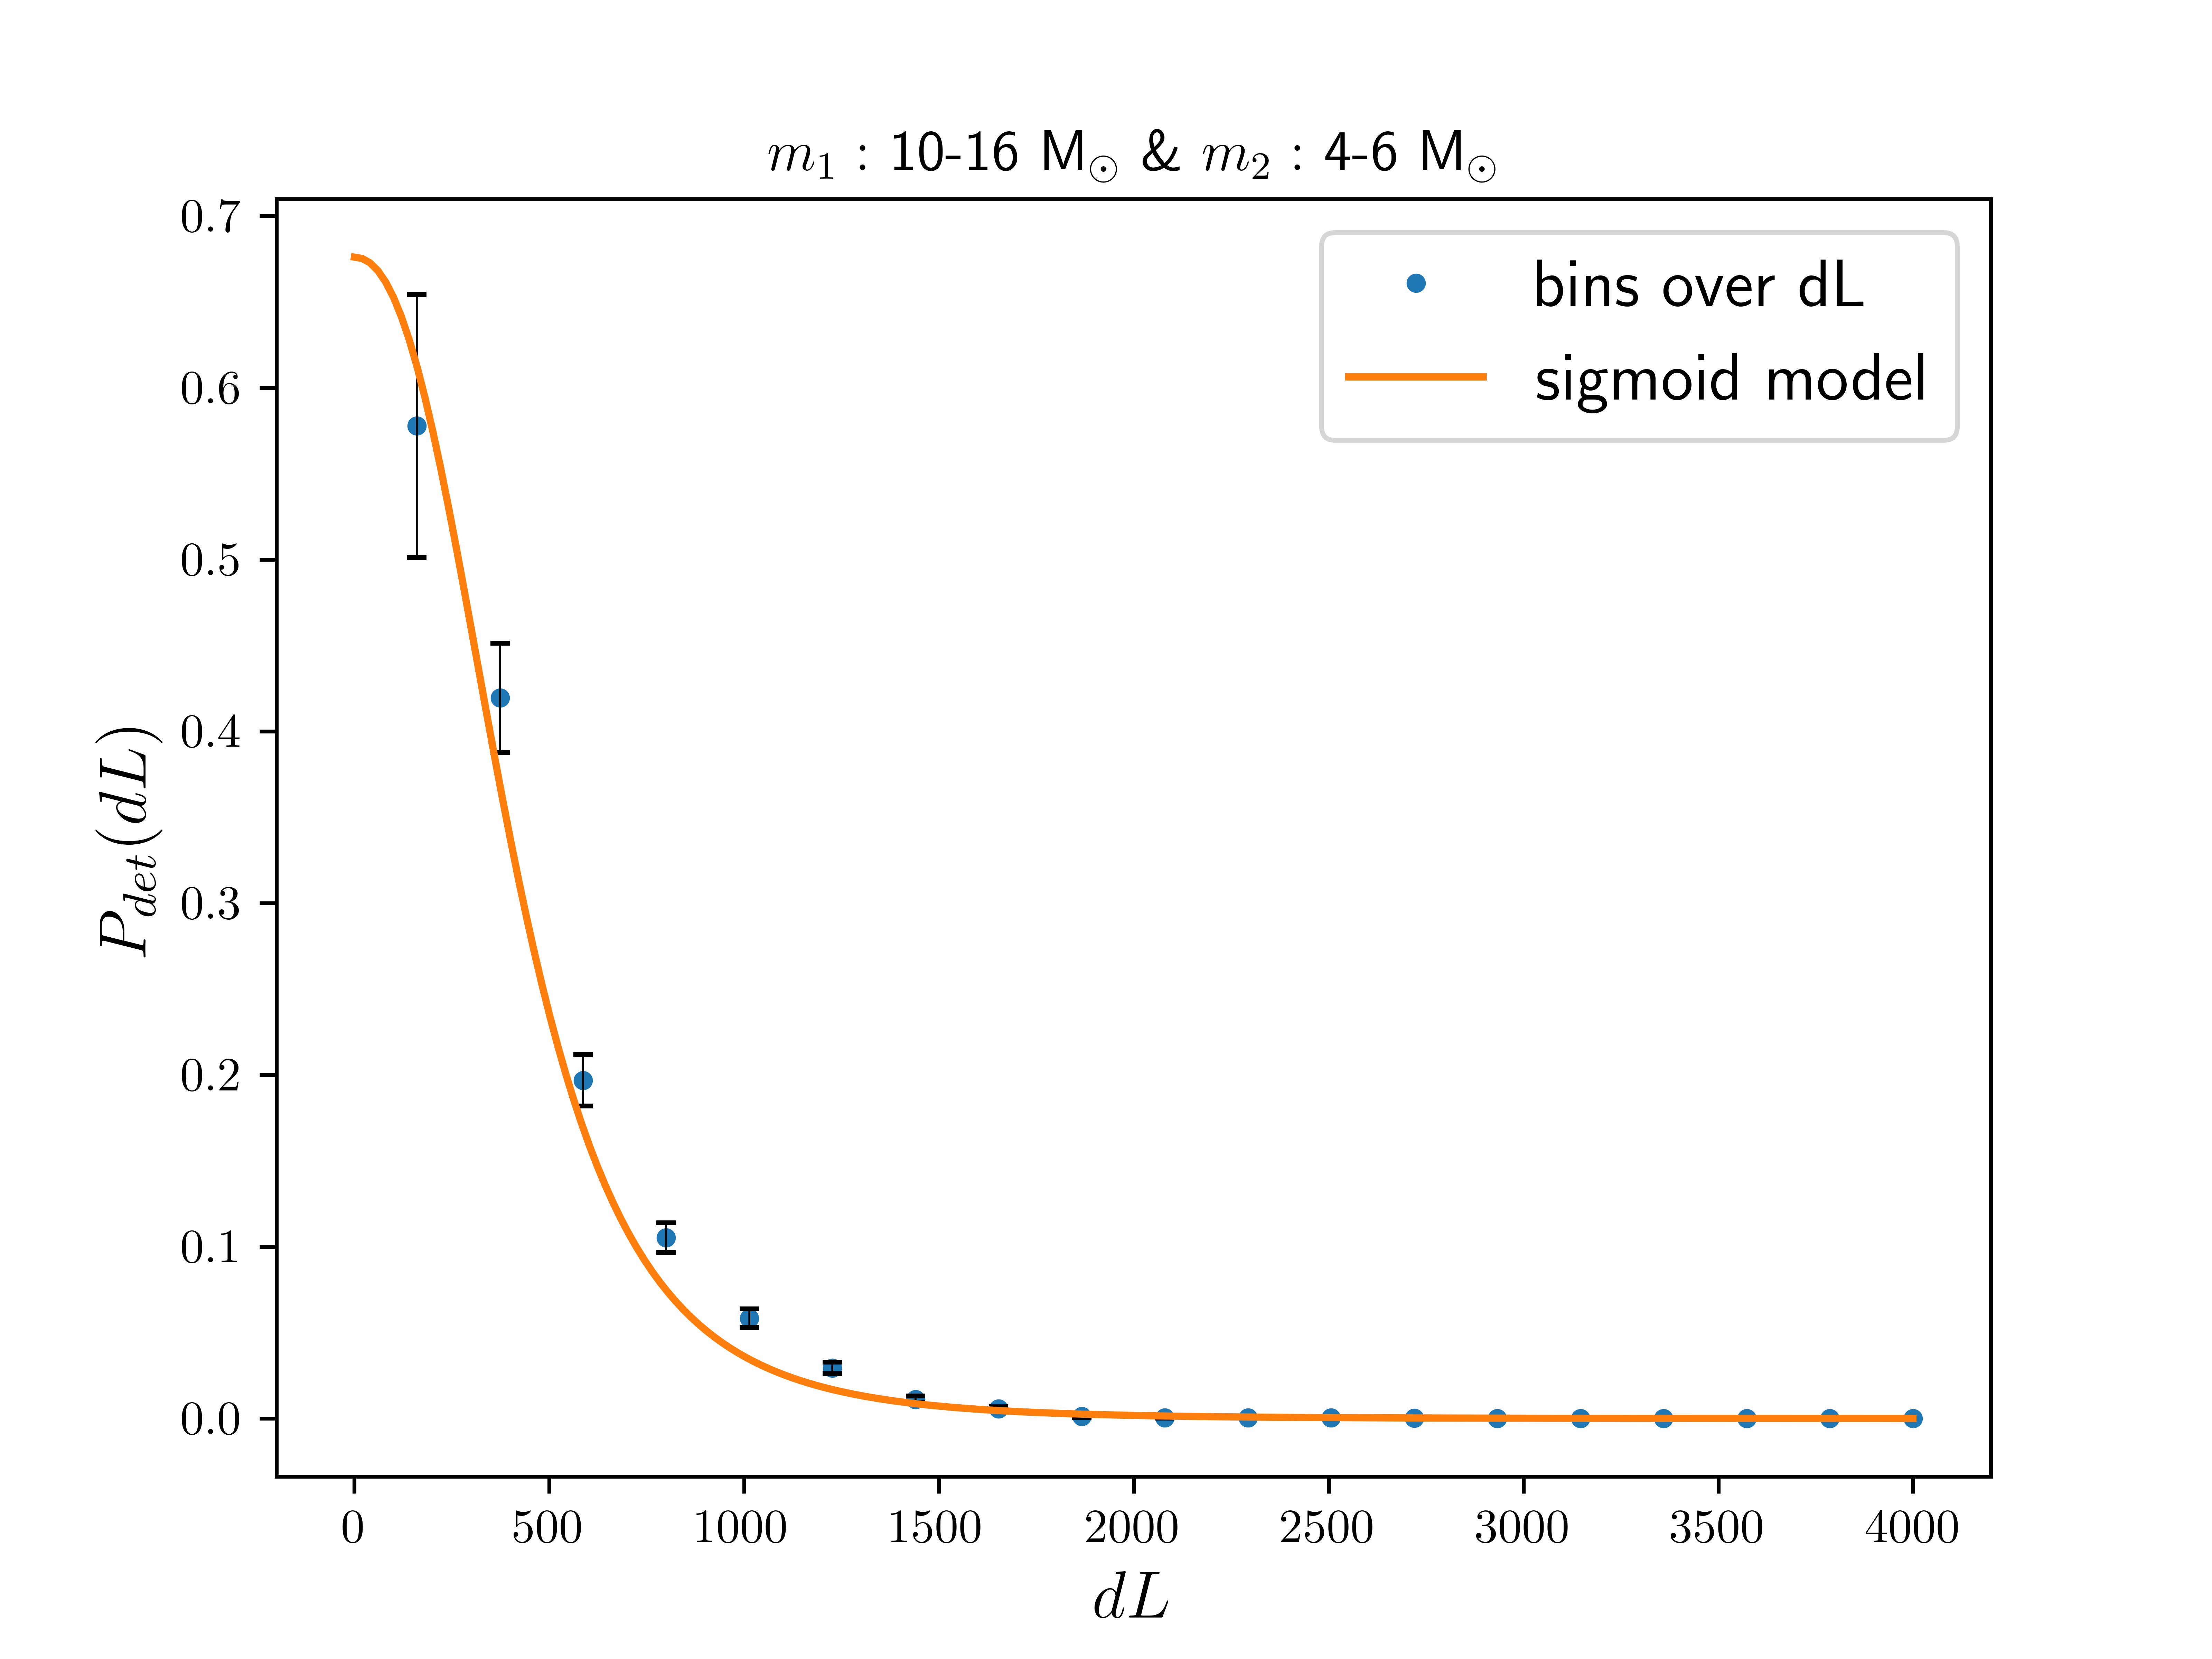 m₁ : 10-16 M☉ & m₂ : 4-6 M☉
bins over dL
sigmoid model
P_det(dL)
0.7
0.6
0.5
0.4
0.3
0.2
0.1
0.0
0 500 1000 1500 2000 2500 3000 3500 4000
dL